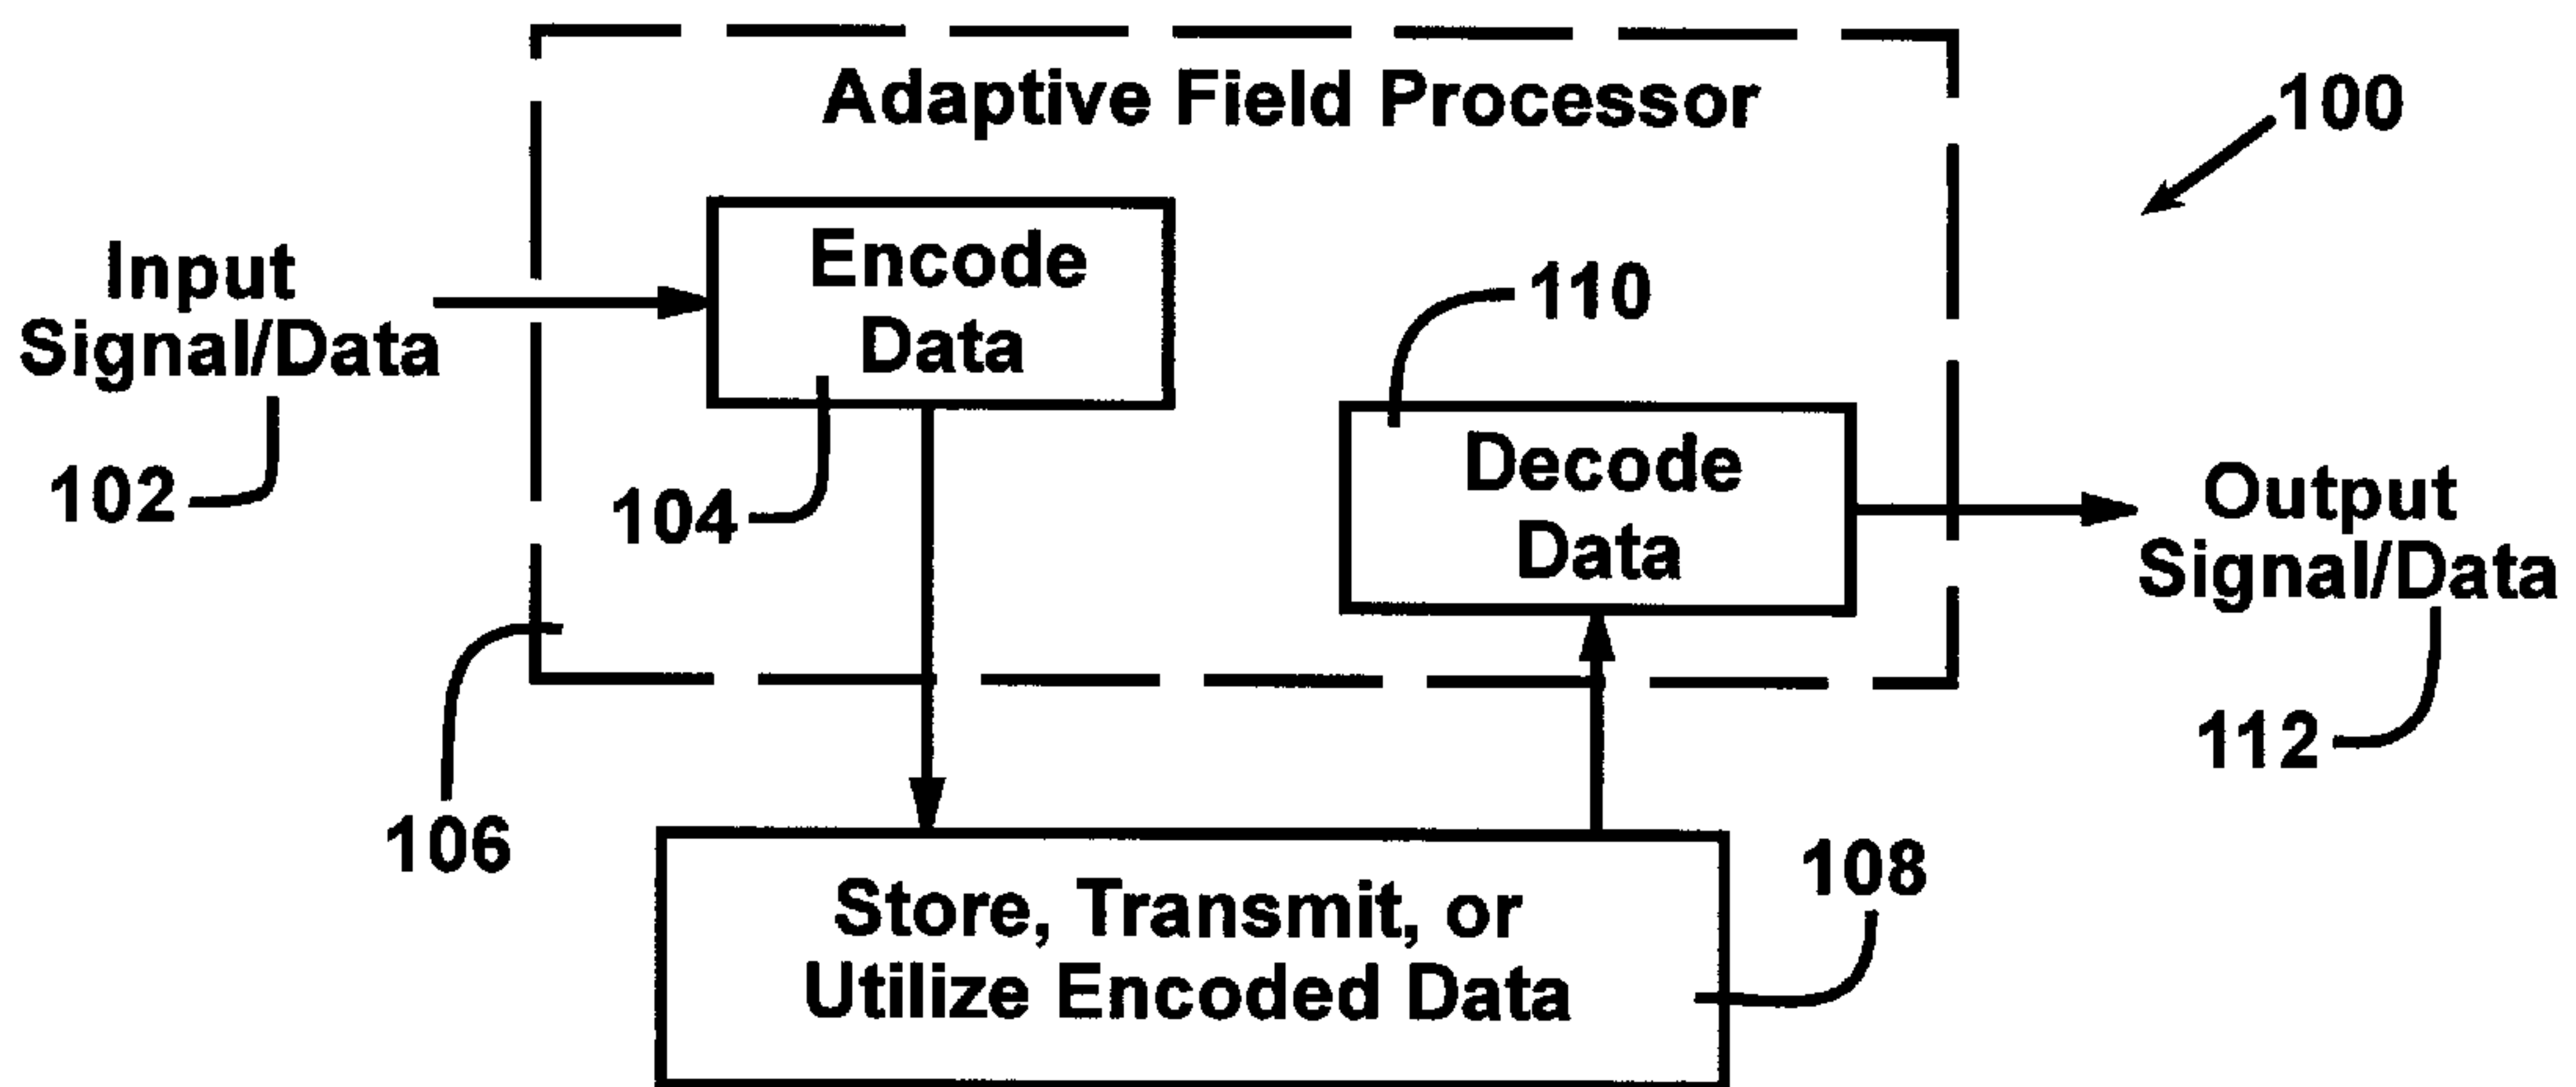 Adaptive Field Processor
100
Encode
Data
Input
Signal/Data
110
102
104
Decode
Data
Output
Signal/Data
112
106
108
Store, Transmit, or
Utilize Encoded Data